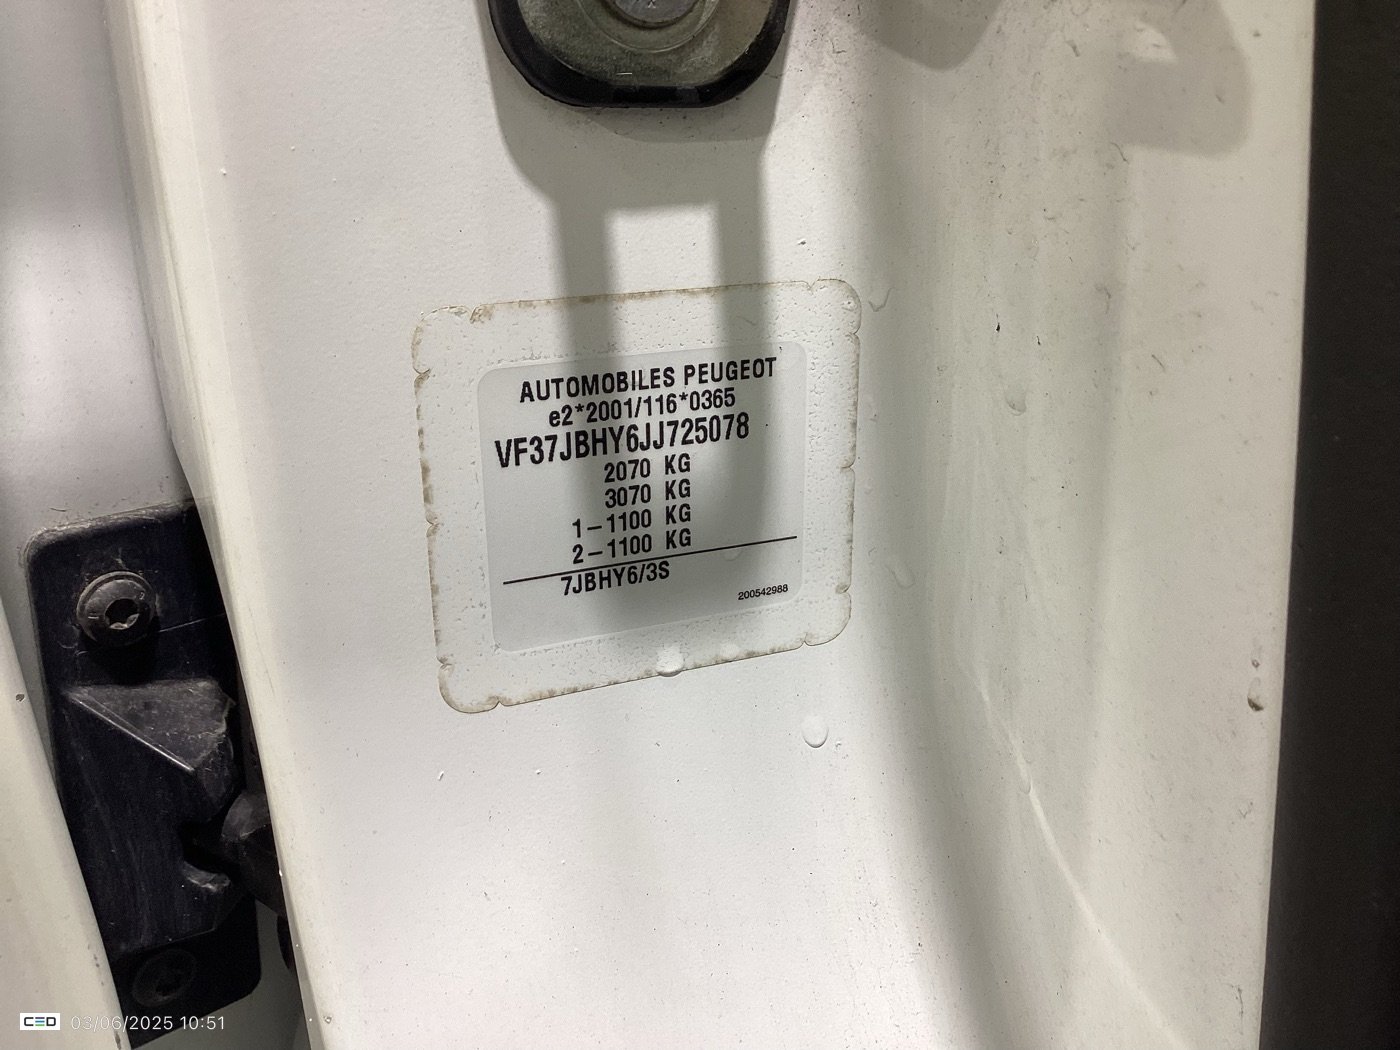 AUTOMOBILES PEUGEOT
e2*2001/116*0365
VF37JBHY6JJ725078
2070 KG
3070 KG
1-1100 KG
2-1100 KG
7JBHY6/3S
200542988
CED 03/06/2025 10:51